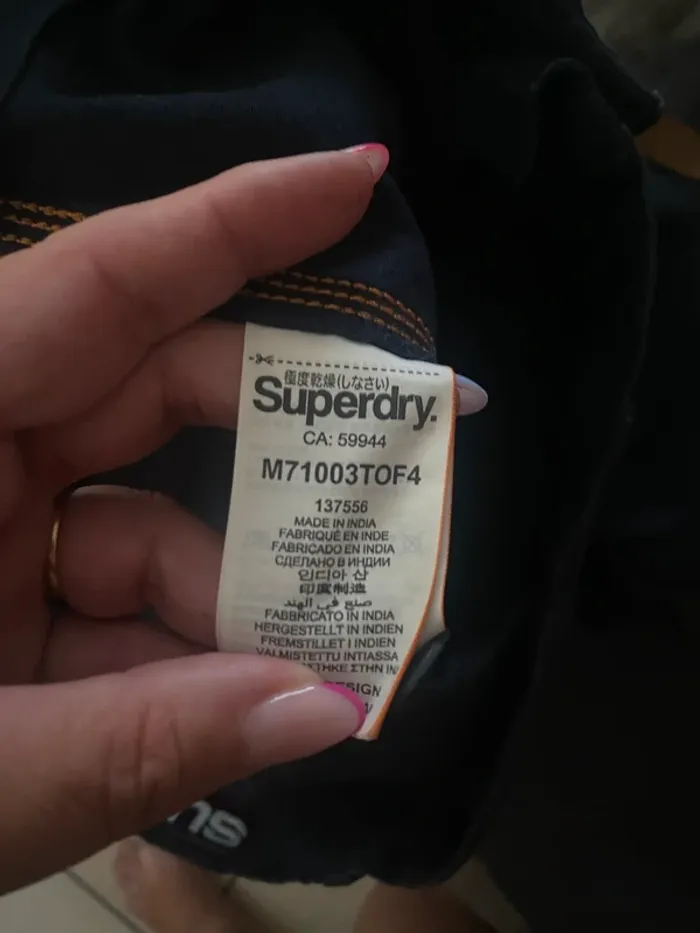 極度乾燥(しなさい)
Superdry.
CA: 59944
M71003TOF4
137556
MADE IN INDIA
FABRIQUÉ EN INDE
FABRICADO EN INDIA
СДЕЛАНО В ИНДИИ
인디아 산
印度制造
صنع في الهند
FABBRICATO IN INDIA
HERGESTELLT IN INDIEN
FREMSTILLET I INDIEN
VALMISTETTU INTIASSA
ΣΤΗΝ